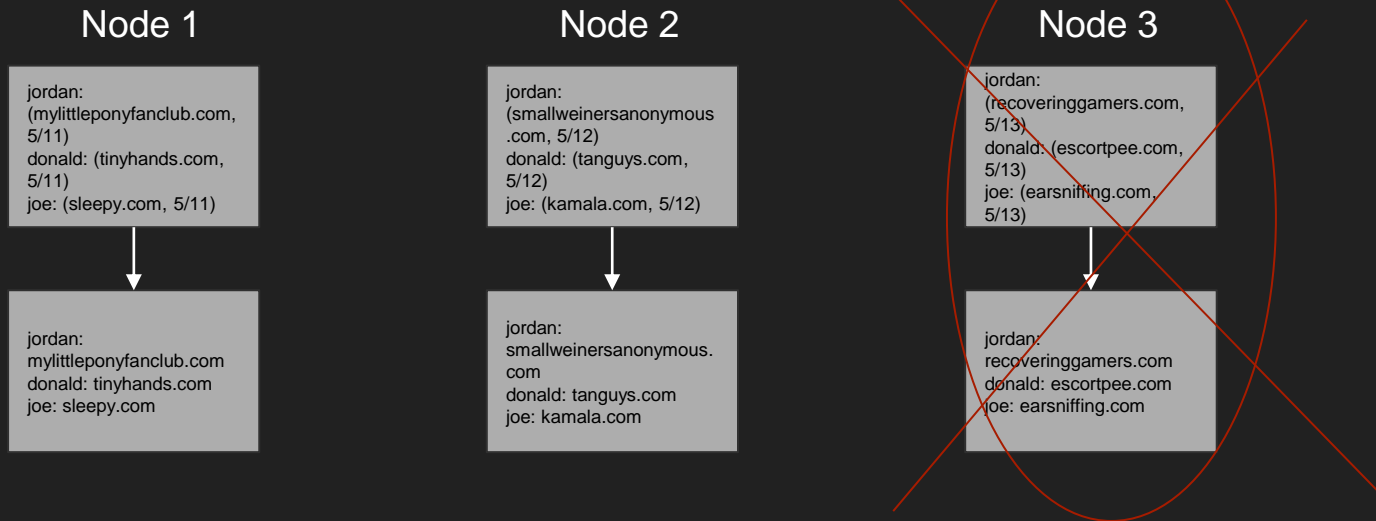 Node 1
Node 2
Node 3
jordan:
(mylittleponyfanclub.com,
5/11)
donald: (tinyhands.com,
5/11)
joe: (sleepy.com, 5/11)
jordan:
(smallweinersanonymous
.com, 5/12)
donald: (tanguys.com,
5/12)
joe: (kamala.com, 5/12)
jordan:
(recoveringgamers.com,
5/13)
donald: (escortpee.com,
5/13)
joe: (earsniffing.com,
5/13)
jordan:
mylittleponyfanclub.com
donald: tinyhands.com
joe: sleepy.com
jordan:
smallweinersanonymous.
com
donald: tanguys.com
joe: kamala.com
jordan:
recoveringgamers.com
donald: escortpee.com
joe: earsniffing.com